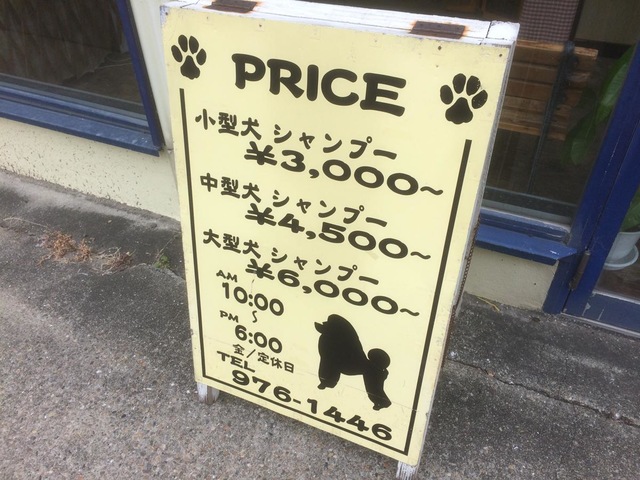 PRICE
小型犬 シャンプー
¥3,000~
中型犬 シャンプー
¥4,500~
大型犬 シャンプー
¥6,000~
AM
10:00
~
PM
6:00
金/定休日
TEL
976-1446